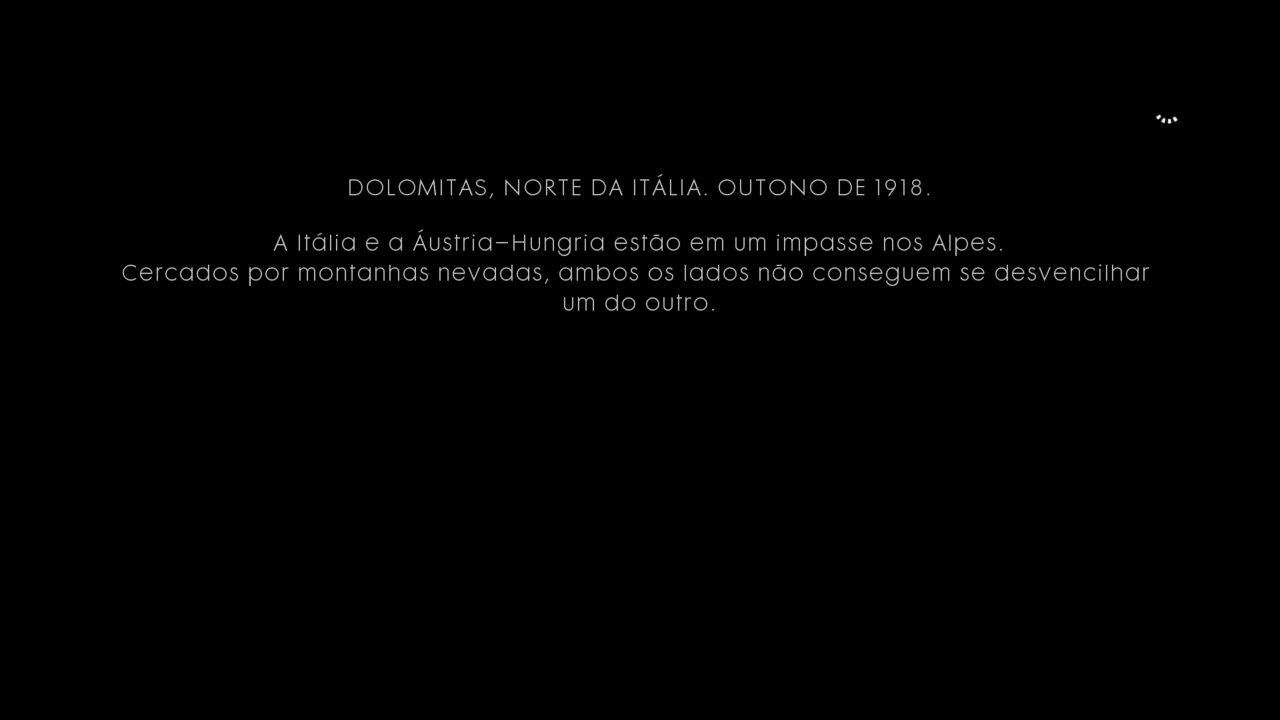 DOLOMITAS, NORTE DA ITÁLIA. OUTONO DE 1918.
A Itália e a Áustria-Hungria estão em um impasse nos Alpes.
Cercados por montanhas nevadas, ambos os lados não conseguem se desvencilhar
um do outro.